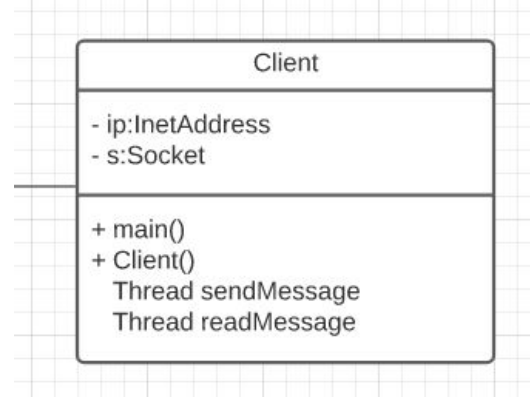 Client
- ip:InetAddress
- s:Socket
+ main()
+ Client()
Thread sendMessage
Thread readMessage